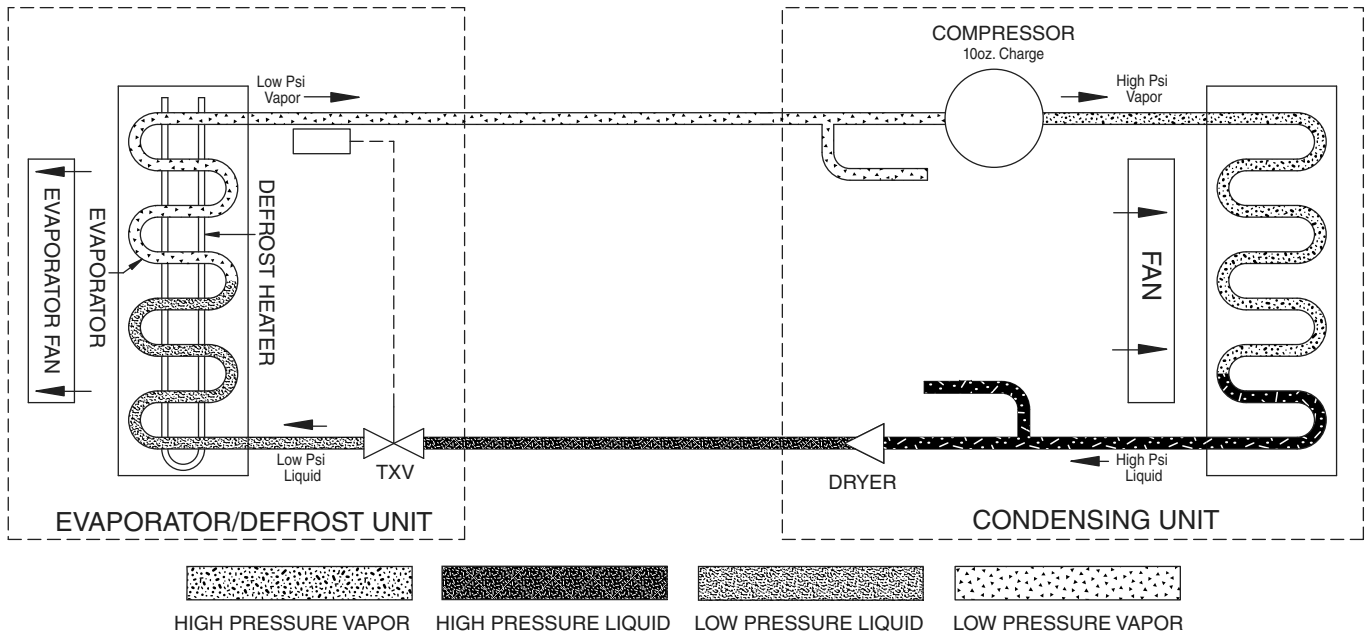 COMPRESSOR
10oz. Charge
Low Psi
Vapor
High Psi
Vapor
EVAPORATOR FAN
EVAPORATOR
DEFROST HEATER
FAN
Low Psi
Liquid
TXV
DRYER
High Psi
Liquid
EVAPORATOR/DEFROST UNIT
CONDENSING UNIT
HIGH PRESSURE VAPOR
HIGH PRESSURE LIQUID
LOW PRESSURE LIQUID
LOW PRESSURE VAPOR